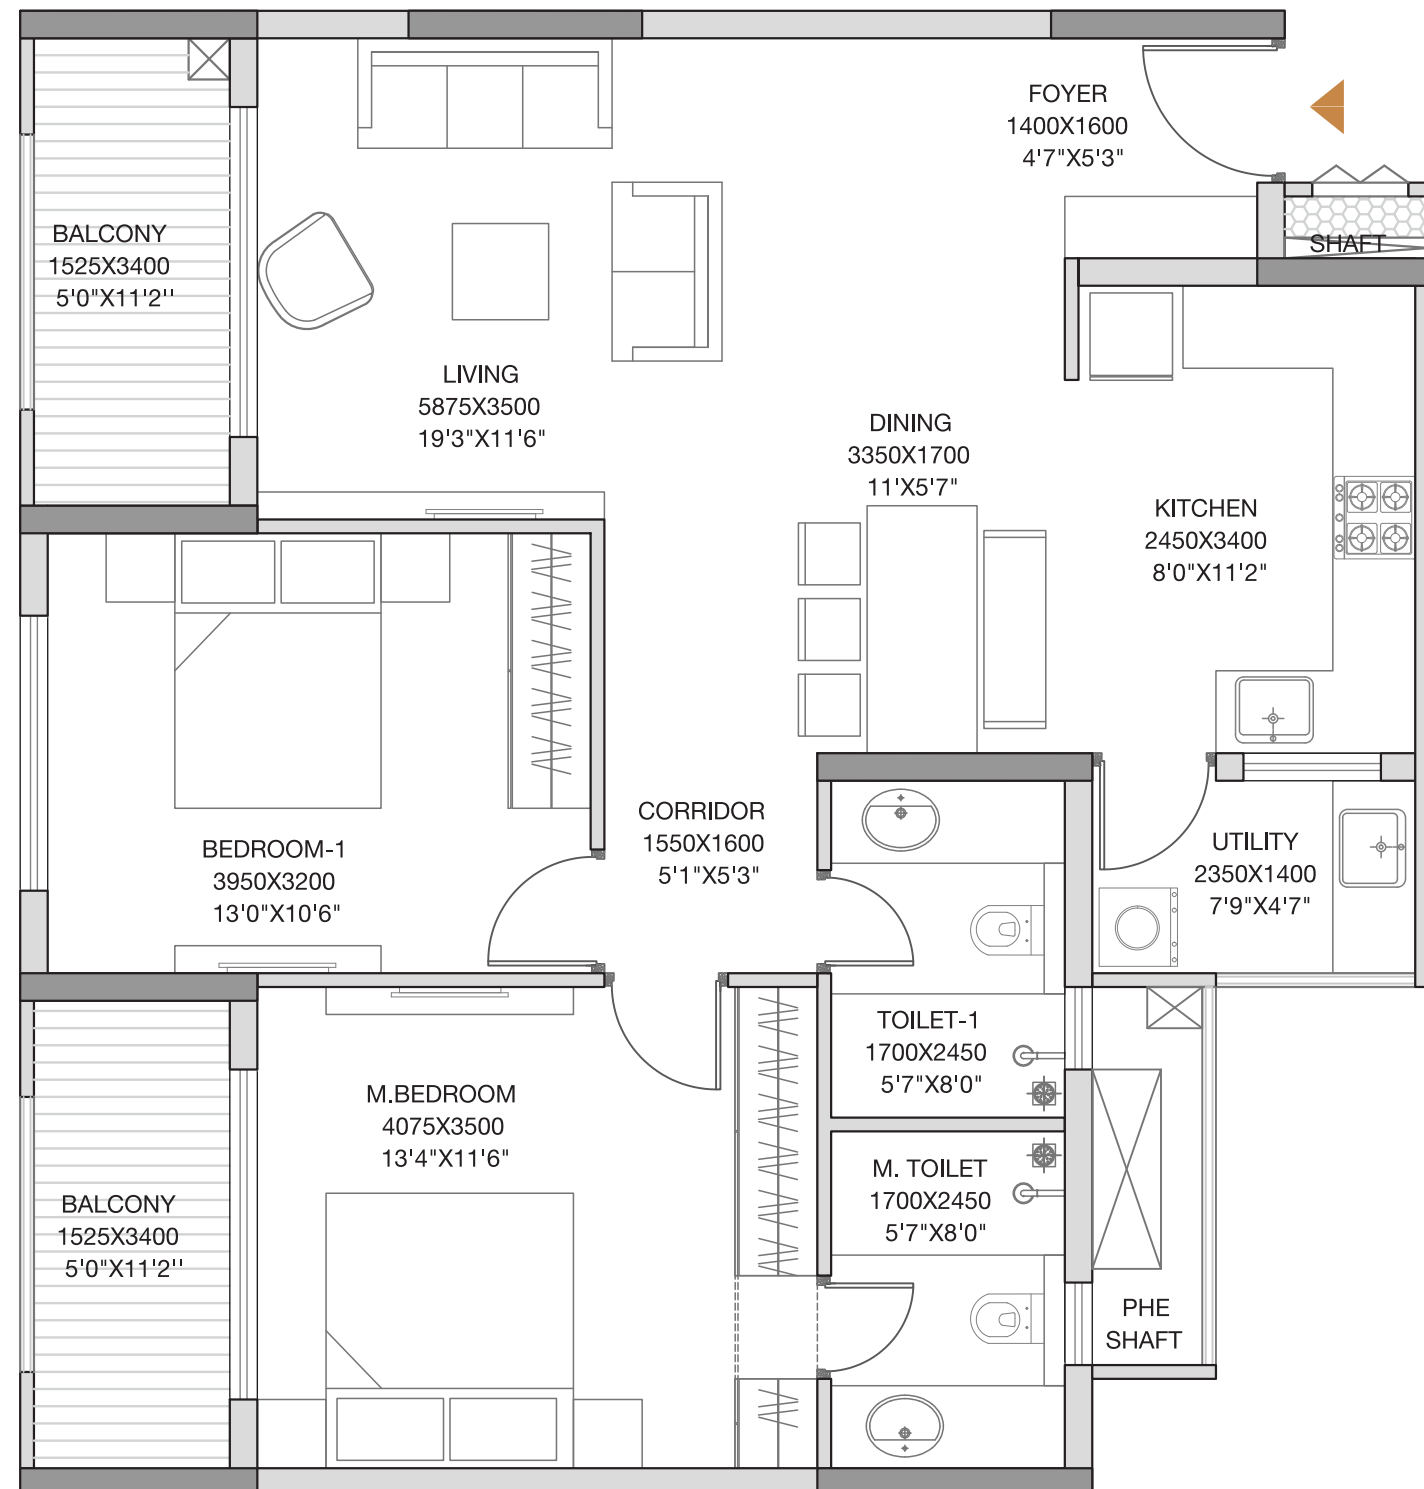 FOYER
1400X1600
4'7"X5'3"
BALCONY
1525X3400
5'0"X11'2''
SHAFT
LIVING
5875X3500
19'3"X11'6"
DINING
3350X1700
11'X5'7"
KITCHEN
2450X3400
8'0"X11'2"
CORRIDOR
1550X1600
5'1"X5'3"
BEDROOM-1
3950X3200
13'0"X10'6"
UTILITY
2350X1400
7'9"X4'7"
TOILET-1
1700X2450
5'7"X8'0"
M.BEDROOM
4075X3500
13'4"X11'6"
M. TOILET
1700X2450
5'7"X8'0"
BALCONY
1525X3400
5'0"X11'2''
PHE
SHAFT